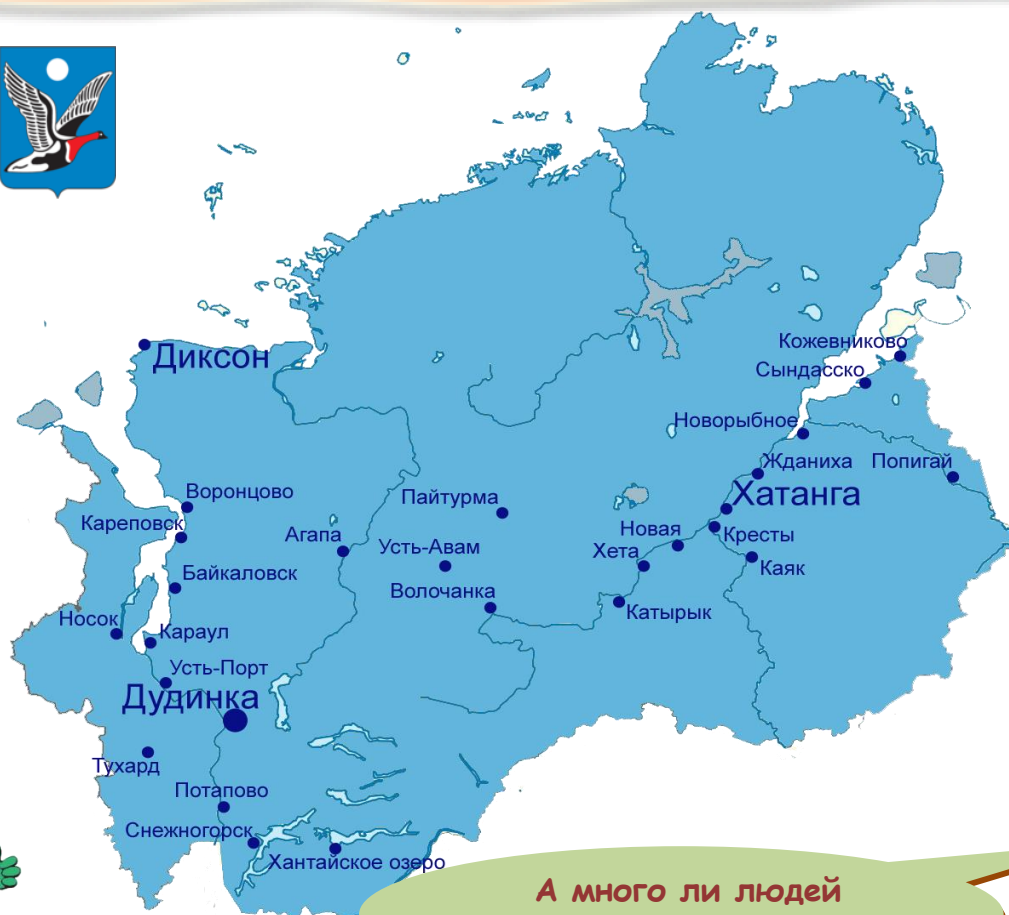 Диксон
Кожевниково
Сындасско
Новорыбное
Жданиха
Попигай
Хатанга
Воронцово
Пайтурма
Кареповск
Агапа
Усть-Авам
Новая
Кресты
Хета
Каяк
Байкаловск
Волочанка
Катырык
Носок
Караул
Усть-Порт
Дудинка
Тухард
Потапово
Снежногорск
Хантайское озеро
А много ли людей